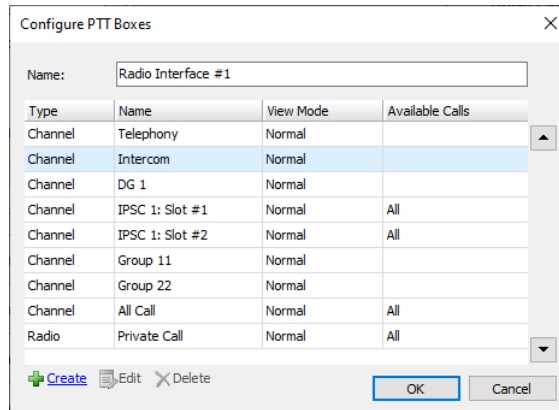 Configure PTT Boxes
Name: Radio Interface #1
Type Name View Mode Available Calls
Channel Telephony Normal
Channel Intercom Normal
Channel DG 1 Normal
Channel IPSC 1: Slot #1 Normal All
Channel IPSC 1: Slot #2 Normal All
Channel Group 11 Normal
Channel Group 22 Normal
Channel All Call Normal All
Radio Private Call Normal All
Create Edit Delete OK Cancel